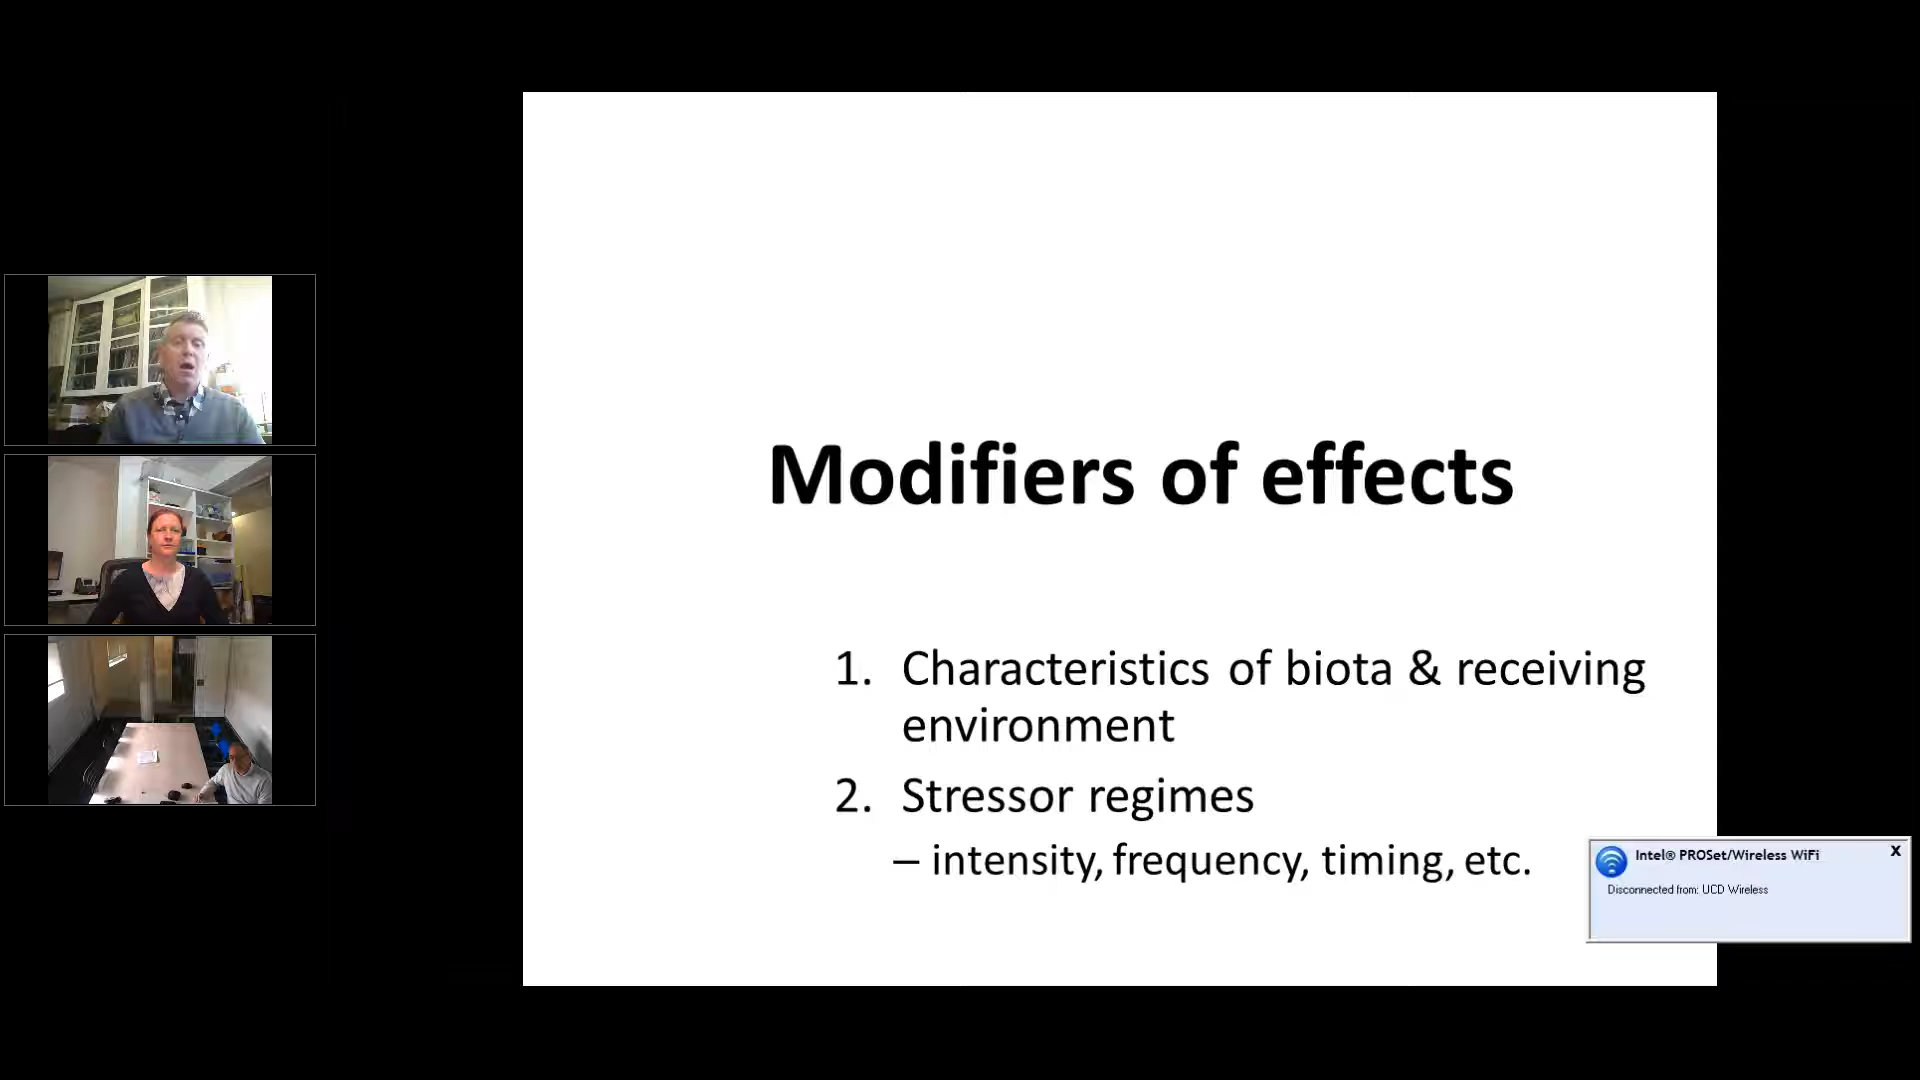 Modifiers of effects
1. Characteristics of biota & receiving
environment
2. Stressor regimes
– intensity, frequency, timing, etc.
Intel® PROSet/Wireless WiFi
X
Disconnected from: UCD Wireless